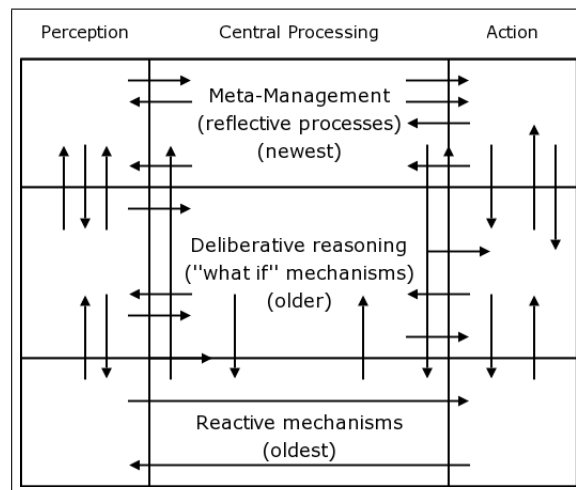 Perception
Central Processing
Action
Meta-Management
(reflective processes)
(newest)
Deliberative reasoning
("what if" mechanisms)
(older)
Reactive mechanisms
(oldest)